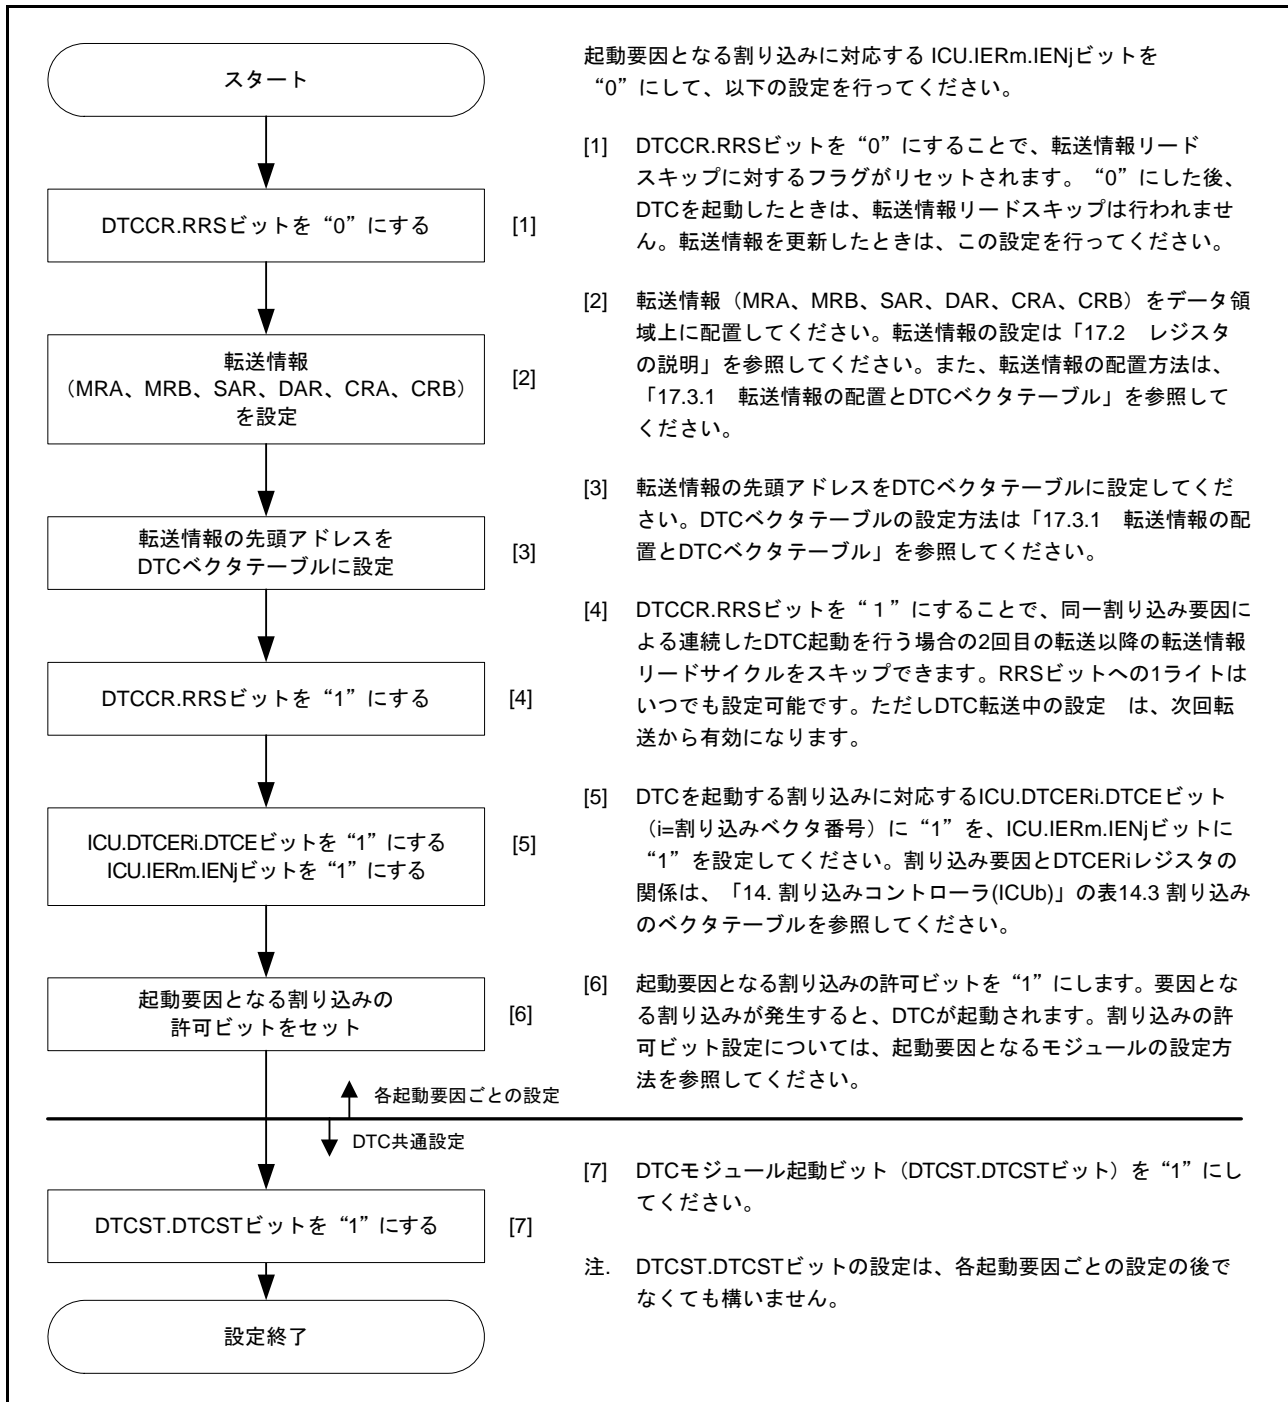 スタート
DTCCR.RRSビットを“0”にする
[1]
転送情報
（MRA、MRB、SAR、DAR、CRA、CRB）
を設定
[2]
転送情報の先頭アドレスを
DTCベクタテーブルに設定
[3]
DTCCR.RRSビットを“1”にする
[4]
ICU.DTCERi.DTCEビットを“1”にする
ICU.IERm.IENjビットを“1”にする
[5]
起動要因となる割り込みの
許可ビットをセット
[6]
各起動要因ごとの設定
DTC共通設定
DTCST.DTCSTビットを“1”にする
[7]
設定終了
起動要因となる割り込みに対応する ICU.IERm.IENjビットを
“0”にして、以下の設定を行ってください。
[1] DTCCR.RRSビットを“0”にすることで、転送情報リード
スキップに対するフラグがリセットされます。“0”にした後、
DTCを起動したときは、転送情報リードスキップは行われませ
ん。転送情報を更新したときは、この設定を行ってください。
[2] 転送情報（MRA、MRB、SAR、DAR、CRA、CRB）をデータ領
域上に配置してください。転送情報の設定は「17.2　レジスタ
の説明」を参照してください。また、転送情報の配置方法は、
「17.3.1　転送情報の配置とDTCベクタテーブル」を参照して
ください。
[3] 転送情報の先頭アドレスをDTCベクタテーブルに設定してくだ
さい。DTCベクタテーブルの設定方法は「17.3.1　転送情報の配
置とDTCベクタテーブル」を参照してください。
[4] DTCCR.RRSビットを“１”にすることで、同一割り込み要因に
よる連続したDTC起動を行う場合の2回目の転送以降の転送情報
リードサイクルをスキップできます。RRSビットへの1ライトは
いつでも設定可能です。ただしDTC転送中の設定　は、次回転
送から有効になります。
[5] DTCを起動する割り込みに対応するICU.DTCERi.DTCEビット
（i=割り込みベクタ番号）に“1”を、ICU.IERm.IENjビットに
“1”を設定してください。割り込み要因とDTCERiレジスタの
関係は、「14. 割り込みコントローラ(ICUb)」の表14.3 割り込み
のベクタテーブルを参照してください。
[6] 起動要因となる割り込みの許可ビットを“1”にします。要因とな
る割り込みが発生すると、DTCが起動されます。割り込みの許
可ビット設定については、起動要因となるモジュールの設定方
法を参照してください。
[7] DTCモジュール起動ビット（DTCST.DTCSTビット）を“1”にし
てください。
注. DTCST.DTCSTビットの設定は、各起動要因ごとの設定の後で
なくても構いません。